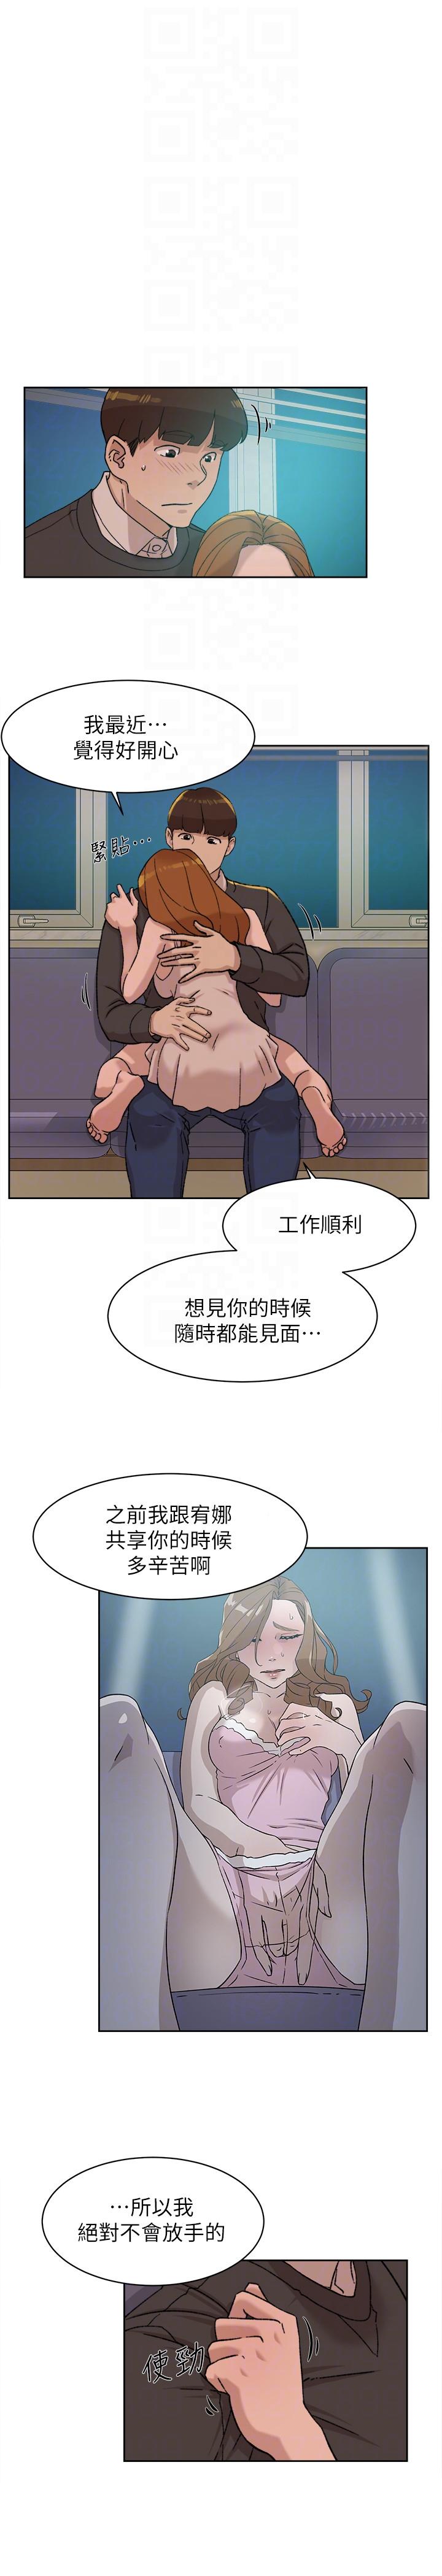 我最近⋯
覺得好開心
緊貼⋯
工作順利
想見你的時候
隨時都能見面⋯
之前我跟宥娜
共享你的時候
多辛苦啊
⋯所以我
絕對不會放手的
使勁